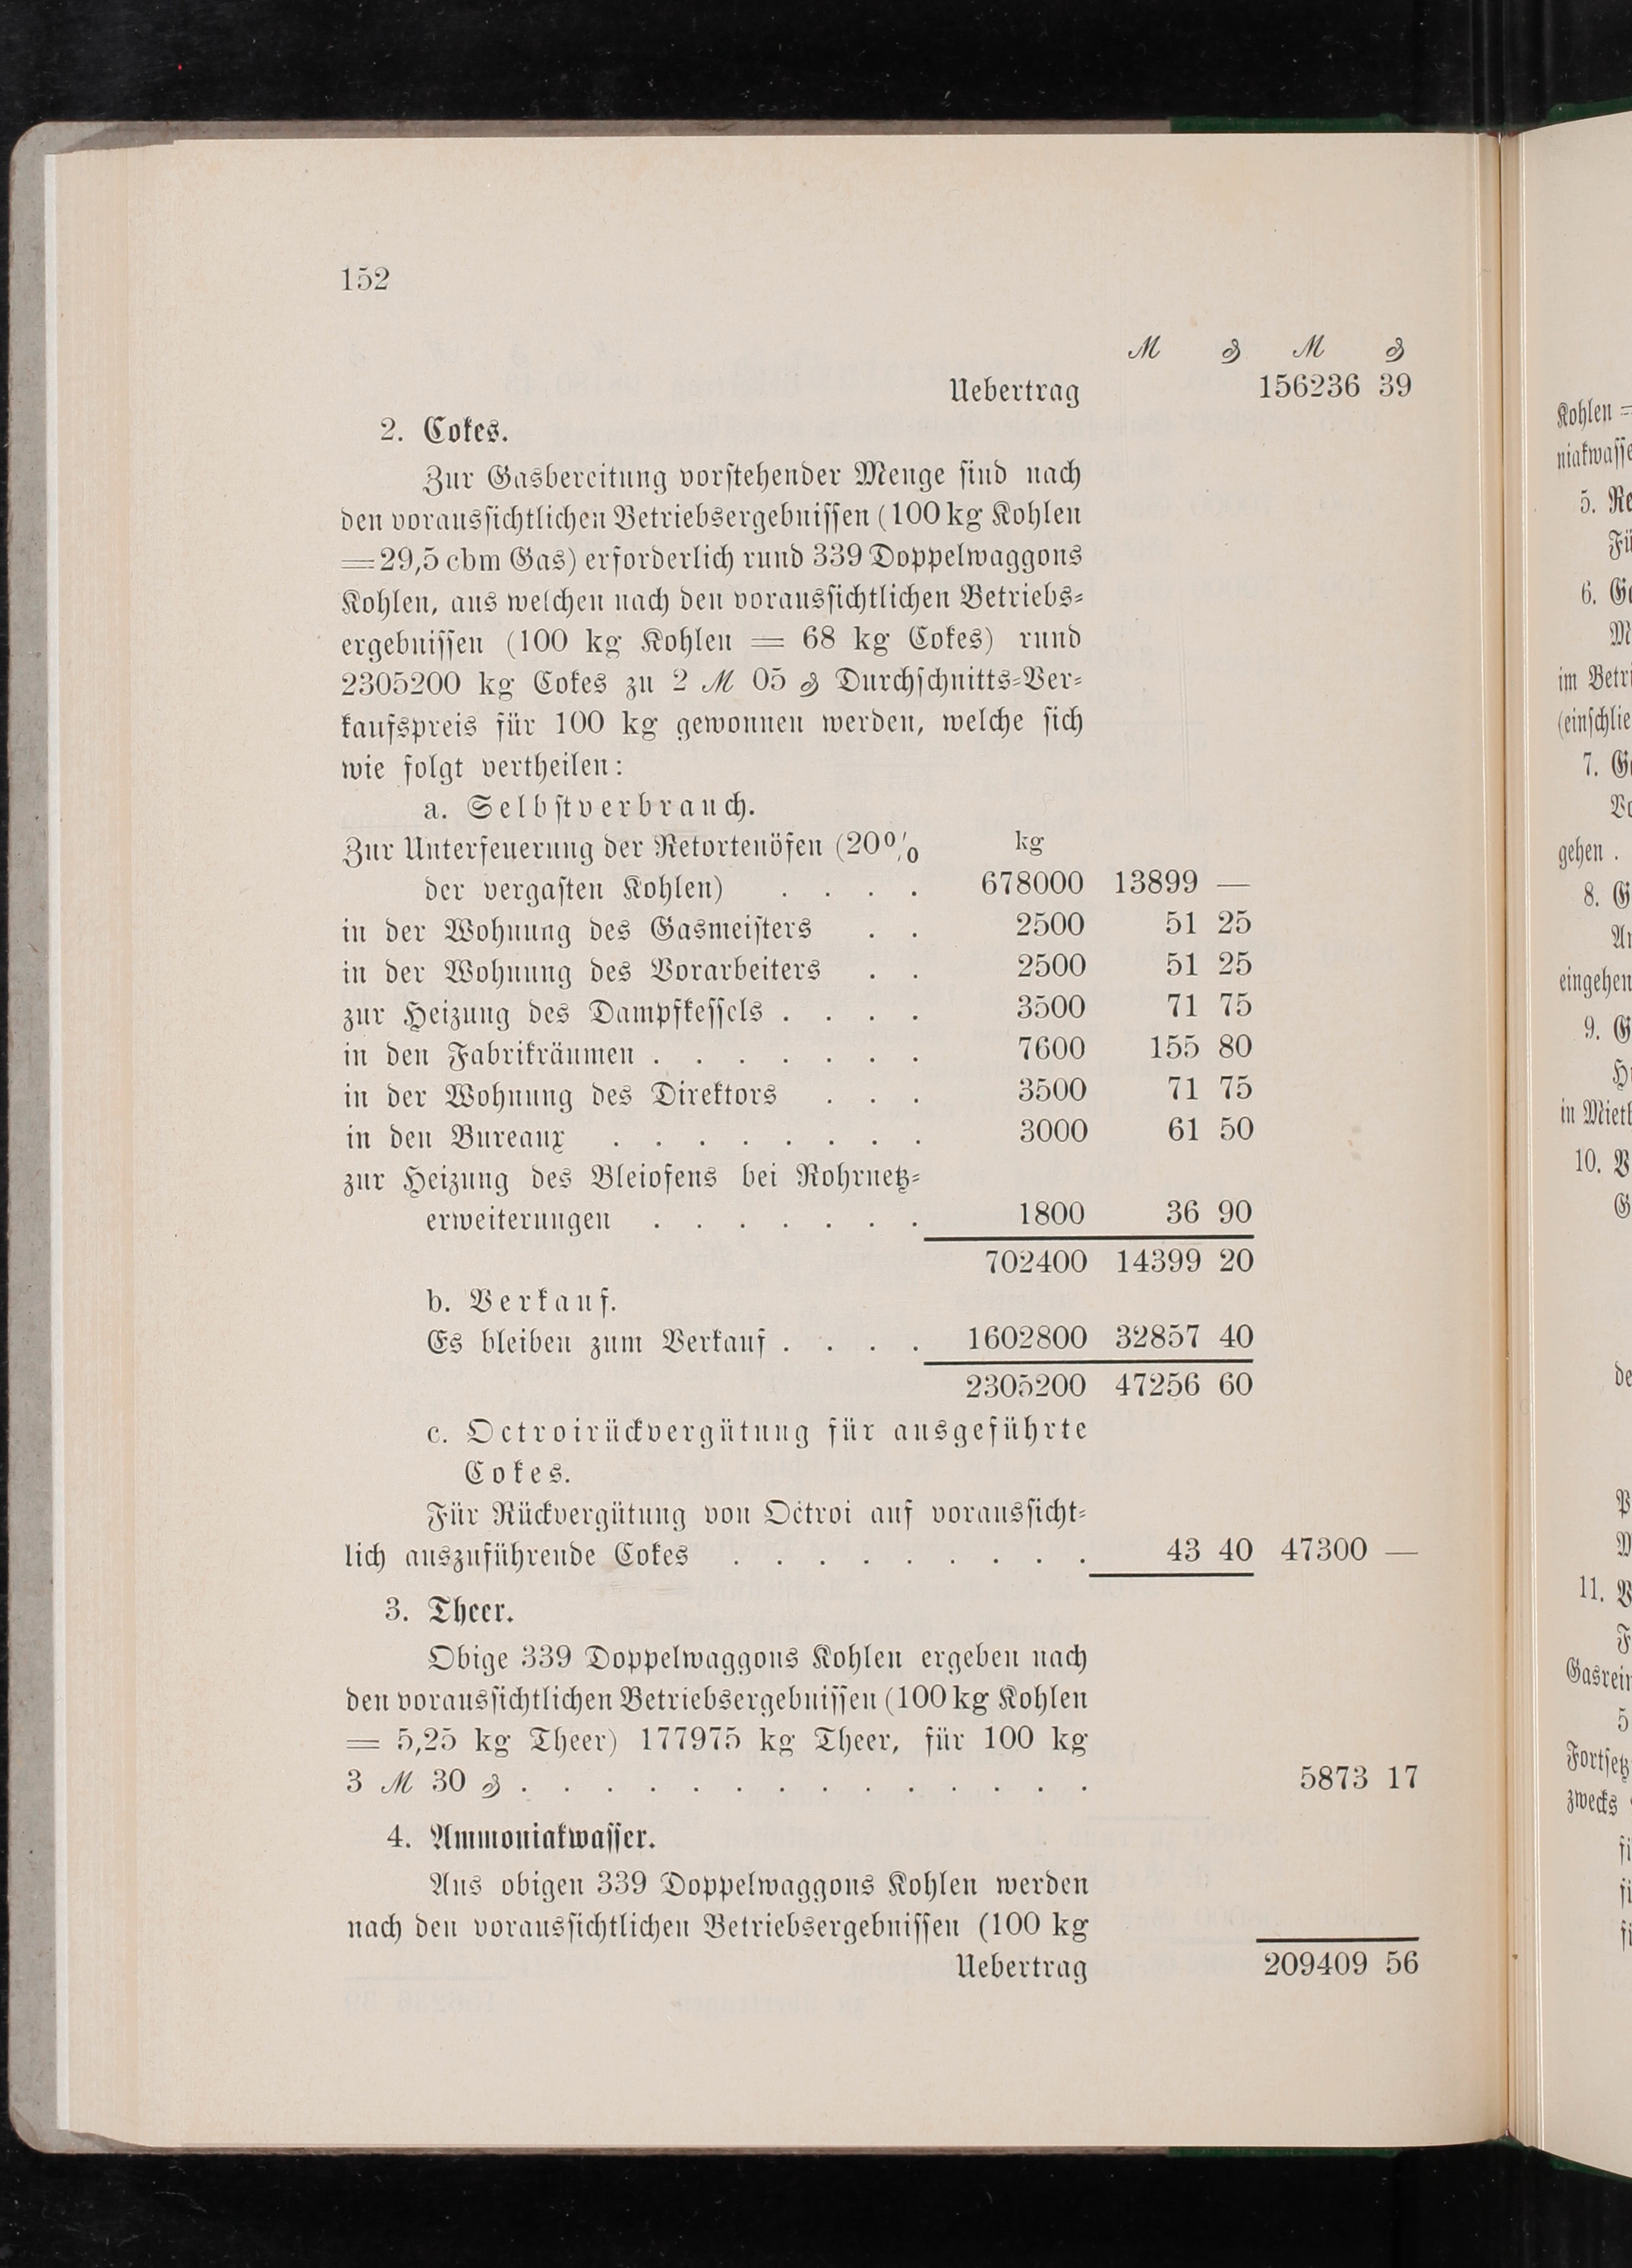 152
ℳ ₰ ℳ ₰
Uebertrag 156236 39
2. Cokes.
Zur Gasbereitung vorstehender Menge sind nach
den voraussichtlichen Betriebsergebnissen (100 kg Kohlen
= 29,5 cbm Gas) erforderlich rund 339 Doppelwaggons
Kohlen, aus welchen nach den voraussichtlichen Betriebs-
ergebnissen (100 kg Kohlen = 68 kg Cokes) rund
2305200 kg Cokes zu 2 ℳ 05 ₰ Durchschnitts-Ver-
kaufspreis für 100 kg gewonnen werden, welche sich
wie folgt vertheilen:
a. Selbstverbrauch.
Zur Unterfeuerung der Retortenöfen (20% kg
der vergasten Kohlen) . . . . 678000 13899 —
in der Wohnung des Gasmeisters . . 2500 51 25
in der Wohnung des Vorarbeiters . . 2500 51 25
zur Heizung des Dampfkessels . . . . 3500 71 75
in den Fabrikräumen . . . . . . . 7600 155 80
in der Wohnung des Direktors . . . 3500 71 75
in den Bureaux . . . . . . . . 3000 61 50
zur Heizung des Bleiofens bei Rohrnetz-
erweiterungen . . . . . . . 1800 36 90
702400 14399 20
b. Verkauf.
Es bleiben zum Verkauf . . . . 1602800 32857 40
2305200 47256 60
c. Octroirückvergütung für ausgeführte
Cokes.
Für Rückvergütung von Octroi auf voraussicht-
lich auszuführende Cokes . . . . . . . . . 43 40 47300 —
3. Theer.
Obige 339 Doppelwaggons Kohlen ergeben nach
den voraussichtlichen Betriebsergebnissen (100 kg Kohlen
= 5,25 kg Theer) 177975 kg Theer, für 100 kg
3 ℳ 30 ₰ . . . . . . . . . . . . . . 5873 17
4. Ammoniakwasser.
Aus obigen 339 Doppelwaggons Kohlen werden
nach den voraussichtlichen Betriebsergebnissen (100 kg
Uebertrag 209409 56
Kohlen =
5.
6.
im
7.
gehen .
8.
9.
10.
11.